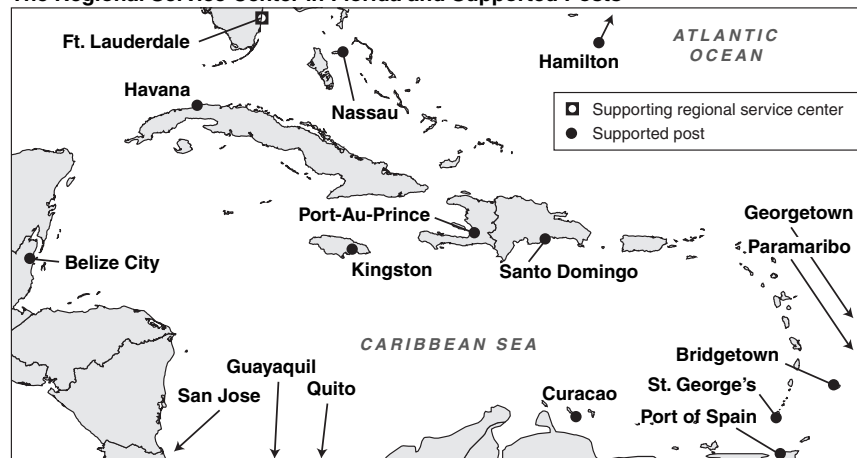 The Regional Service Center in Florida and Supported Posts
ATLANTIC
OCEAN
Ft. Lauderdale
Hamilton
Havana
Nassau
Supporting regional service center
Supported post
Port-Au-Prince
Georgetown
Paramaribo
Belize City
Kingston
Santo Domingo
CARIBBEAN SEA
Bridgetown
Guayaquil
San Jose
Quito
Curacao
St. George's
Port of Spain